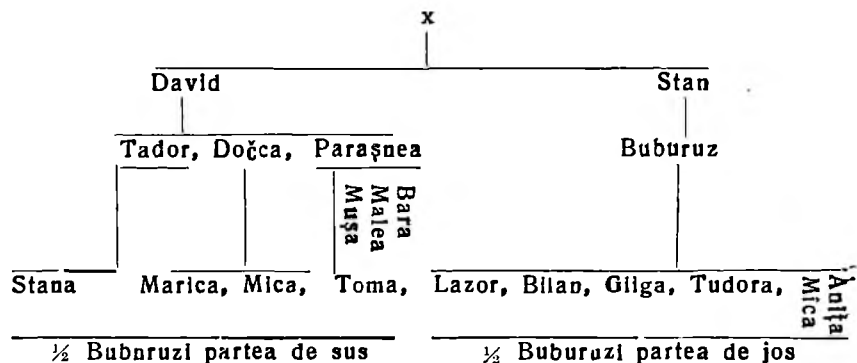 x
David Stan
Tador, Dočca, Parașnea Buburuz
Bara
Malea
Mușa
Stana Marica, Mica, Toma, Lazor, Bilan, Gilga, Tudora,
Anița
Mica
½ Bubnruzi partea de sus ½ Buburuzi partea de jos